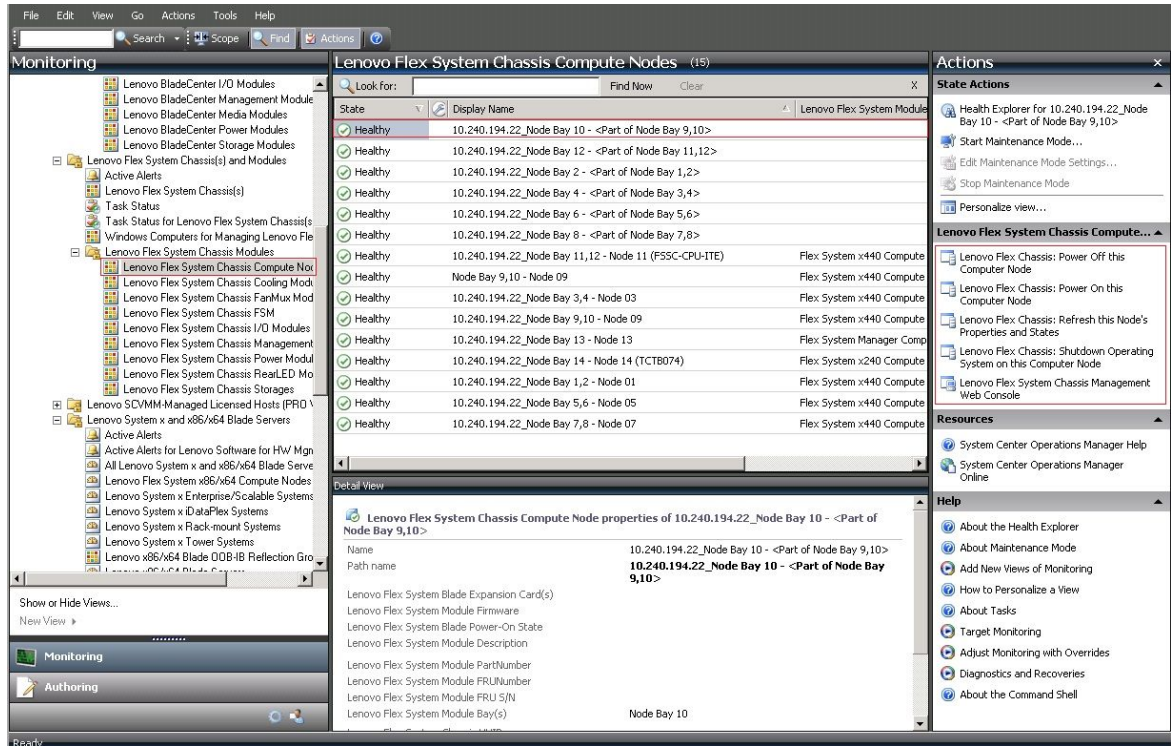 File Edit View Go Actions Tools Help
Search Scope Find Actions
Monitoring
Lenovo BladeCenter I/O Modules
Lenovo BladeCenter Management Module
Lenovo BladeCenter Media Modules
Lenovo BladeCenter Power Modules
Lenovo BladeCenter Storage Modules
Lenovo Flex System Chassis(s) and Modules
Active Alerts
Lenovo Flex System Chassis(s)
Task Status
Task Status for Lenovo Flex System Chassis(s
Windows Computers for Managing Lenovo Fle
Lenovo Flex System Chassis Modules
Lenovo Flex System Chassis Compute Noc
Lenovo Flex System Chassis Cooling Modu
Lenovo Flex System Chassis FanMux Mod
Lenovo Flex System Chassis FSM
Lenovo Flex System Chassis I/O Modules
Lenovo Flex System Chassis Management
Lenovo Flex System Chassis Power Modul
Lenovo Flex System Chassis RearLED Mo
Lenovo Flex System Chassis Storages
Lenovo SCVMM-Managed Licensed Hosts (PRO
Lenovo System x and x86/x64 Blade Servers
Active Alerts
Active Alerts for Lenovo Software for HW Mgn
All Lenovo System x and x86/x64 Blade Serve
Lenovo Flex System x86/x64 Compute Nodes
Lenovo System x Enterprise/Scalable Systems
Lenovo System x iDataPlex Systems
Lenovo System x Rack-mount Systems
Lenovo System x Tower Systems
Lenovo x86/x64 Blade OOB-IB Reflection Gro
Show or Hide Views...
New View
Monitoring
Authoring
Ready
Lenovo Flex System Chassis Compute Nodes (15)
Look for: Find Now Clear X
State Display Name Lenovo Flex System Module
Healthy 10.240.194.22_Node Bay 10 - <Part of Node Bay 9,10>
Healthy 10.240.194.22_Node Bay 12 - <Part of Node Bay 11,12>
Healthy 10.240.194.22_Node Bay 2 - <Part of Node Bay 1,2>
Healthy 10.240.194.22_Node Bay 4 - <Part of Node Bay 3,4>
Healthy 10.240.194.22_Node Bay 6 - <Part of Node Bay 5,6>
Healthy 10.240.194.22_Node Bay 8 - <Part of Node Bay 7,8>
Healthy 10.240.194.22_Node Bay 11,12 - Node 11 (FSSC-CPU-ITE) Flex System x440 Compute
Healthy Node Bay 9,10 - Node 09 Flex System x440 Compute
Healthy 10.240.194.22_Node Bay 3,4 - Node 03 Flex System x440 Compute
Healthy 10.240.194.22_Node Bay 9,10 - Node 09 Flex System x440 Compute
Healthy 10.240.194.22_Node Bay 13 - Node 13 Flex System Manager Comp
Healthy 10.240.194.22_Node Bay 14 - Node 14 (TCTB074) Flex System x240 Compute
Healthy 10.240.194.22_Node Bay 1,2 - Node 01 Flex System x440 Compute
Healthy 10.240.194.22_Node Bay 5,6 - Node 05 Flex System x440 Compute
Healthy 10.240.194.22_Node Bay 7,8 - Node 07 Flex System x440 Compute
Detail View
Lenovo Flex System Chassis Compute Node properties of 10.240.194.22_Node Bay 10 - <Part of
Node Bay 9,10>
Name 10.240.194.22_Node Bay 10 - <Part of Node Bay 9,10>
Path name 10.240.194.22_Node Bay 10 - <Part of Node Bay
9,10>
Lenovo Flex System Blade Expansion Card(s)
Lenovo Flex System Module Firmware
Lenovo Flex System Blade Power-On State
Lenovo Flex System Module Description
Lenovo Flex System Module PartNumber
Lenovo Flex System Module FRUNumber
Lenovo Flex System Module FRU S/N
Lenovo Flex System Module Bay(s) Node Bay 10
Actions x
State Actions
Health Explorer for 10.240.194.22_Node
Bay 10 - <Part of Node Bay 9,10>
Start Maintenance Mode...
Edit Maintenance Mode Settings...
Stop Maintenance Mode
Personalize view...
Lenovo Flex System Chassis Compute...
Lenovo Flex Chassis: Power Off this
Computer Node
Lenovo Flex Chassis: Power On this
Computer Node
Lenovo Flex Chassis: Refresh this Node's
Properties and States
Lenovo Flex Chassis: Shutdown Operating
System on this Computer Node
Lenovo Flex System Chassis Management
Web Console
Resources
System Center Operations Manager Help
System Center Operations Manager
Online
Help
About the Health Explorer
About Maintenance Mode
Add New Views of Monitoring
How to Personalize a View
About Tasks
Target Monitoring
Adjust Monitoring with Overrides
Diagnostics and Recoveries
About the Command Shell